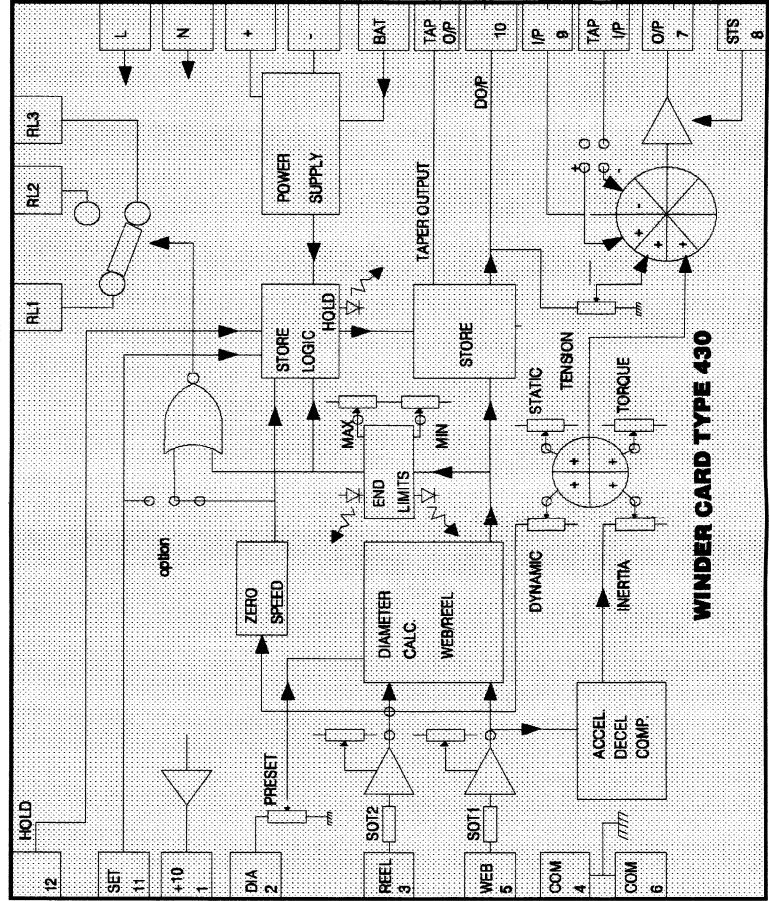 RL1
RL2
RL3
L
N
+
-
BAT
TAP
O/P
10
I/P
9
TAP
I/P
O/P
7
STS
8
POWER
SUPPLY
TAPER OUTPUT
DO/P
HOLD
STORE
LOGIC
STORE
option
MAX
MIN
END
LIMITS
ZERO
SPEED
DIAMETER
CALC.
WEB/REEL
PRESET
SOT2
SOT1
ACCEL.
DECEL
COMP.
DYNAMIC
INERTIA
STATIC
TENSION
TORQUE
+
+
+
+
+
-
-
+
+
+
HOLD
12
SET
11
+10
1
DIA
2
REEL
3
WEB
5
COM
4
COM
6
WINDER CARD TYPE 430